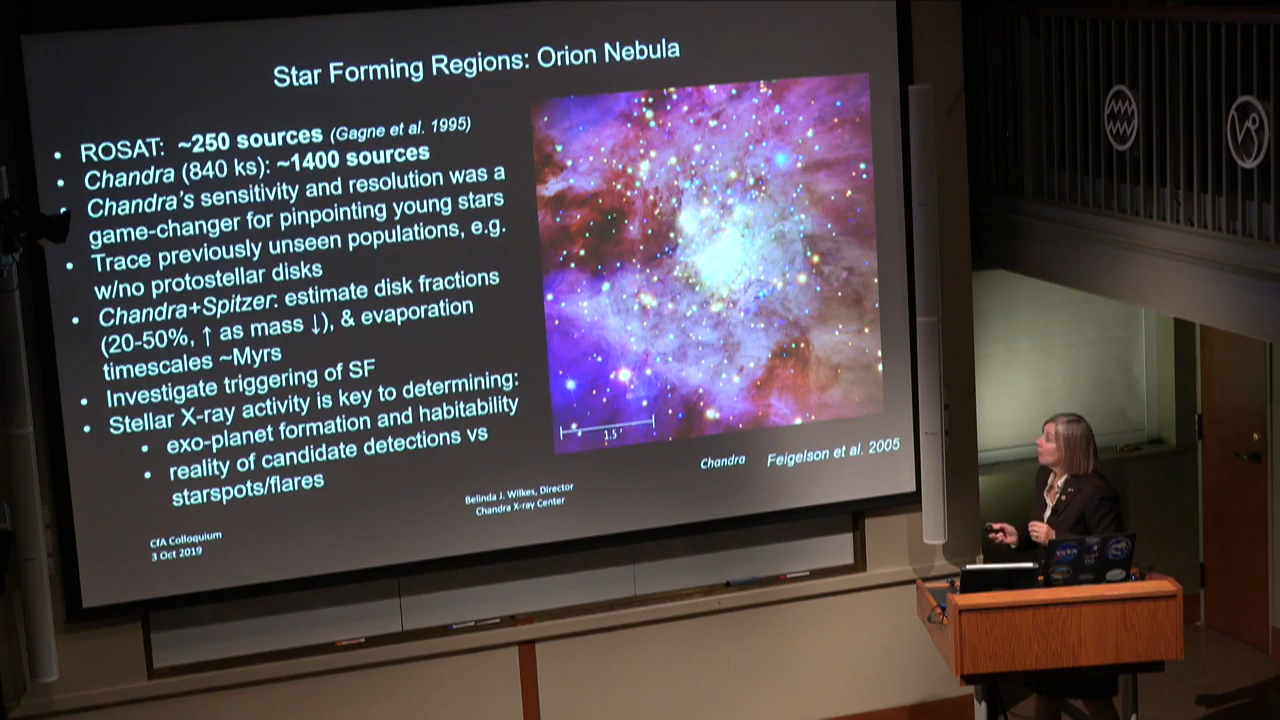 Star Forming Regions: Orion Nebula
• ROSAT: ~250 sources (Gagne et al. 1995)
• Chandra (840 ks): ~1400 sources
• Chandra's sensitivity and resolution was a
game-changer for pinpointing young stars
• Trace previously unseen populations, e.g.
w/no protostellar disks
• Chandra+Spitzer: estimate disk fractions
(20-50%, ↑ as mass ↓), & evaporation
timescales ~Myrs
• Investigate triggering of SF
• Stellar X-ray activity is key to determining:
• exo-planet formation and habitability
• reality of candidate detections vs
starspots/flares
1.5'
Chandra Feigelson et al. 2005
Belinda J. Wilkes, Director
Chandra X-ray Center
CfA Colloquium
3 Oct 2019
NASA